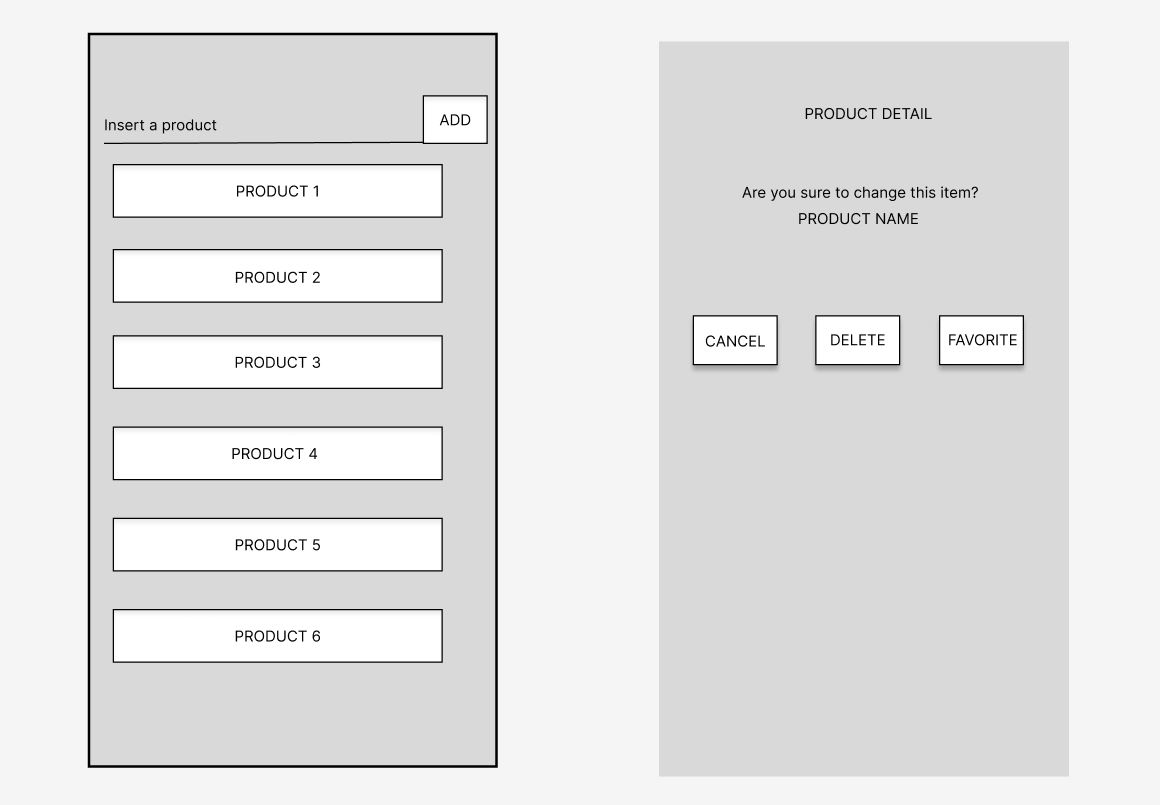 Insert a product
ADD
PRODUCT 1
PRODUCT 2
PRODUCT 3
PRODUCT 4
PRODUCT 5
PRODUCT 6
PRODUCT DETAIL
Are you sure to change this item?
PRODUCT NAME
CANCEL
DELETE
FAVORITE